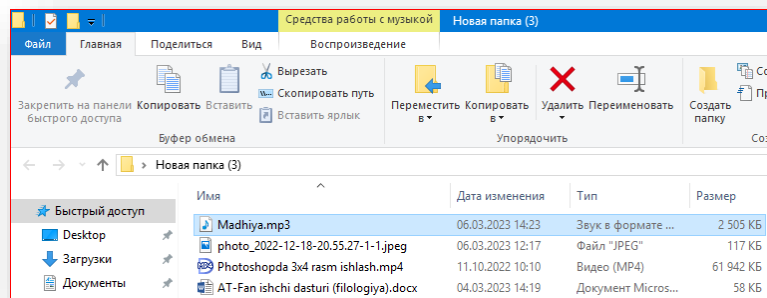 Средства работы с музыкой Новая папка (3)
Файл Главная Поделиться Вид Воспроизведение
Закрепить на панели быстрого доступа
Копировать
Вставить
Вырезать
Скопировать путь
Вставить ярлык
Буфер обмена
Переместить в
Копировать в
Удалить
Переименовать
Упорядочить
Создать папку
Новая папка (3)
Быстрый доступ
Desktop
Загрузки
Документы
Имя Дата изменения Тип Размер
Madhiya.mp3 06.03.2023 14:23 Звук в формате ... 2 505 КБ
photo_2022-12-18-20.55.27-1-1.jpeg 06.03.2023 12:17 Файл "JPEG" 117 КБ
Photoshopda 3x4 rasm ishlash.mp4 11.10.2022 10:10 Видео (MP4) 61 942 КБ
AT-Fan ishchi dasturi (filologiya).docx 04.03.2023 14:19 Документ Micros... 58 КБ